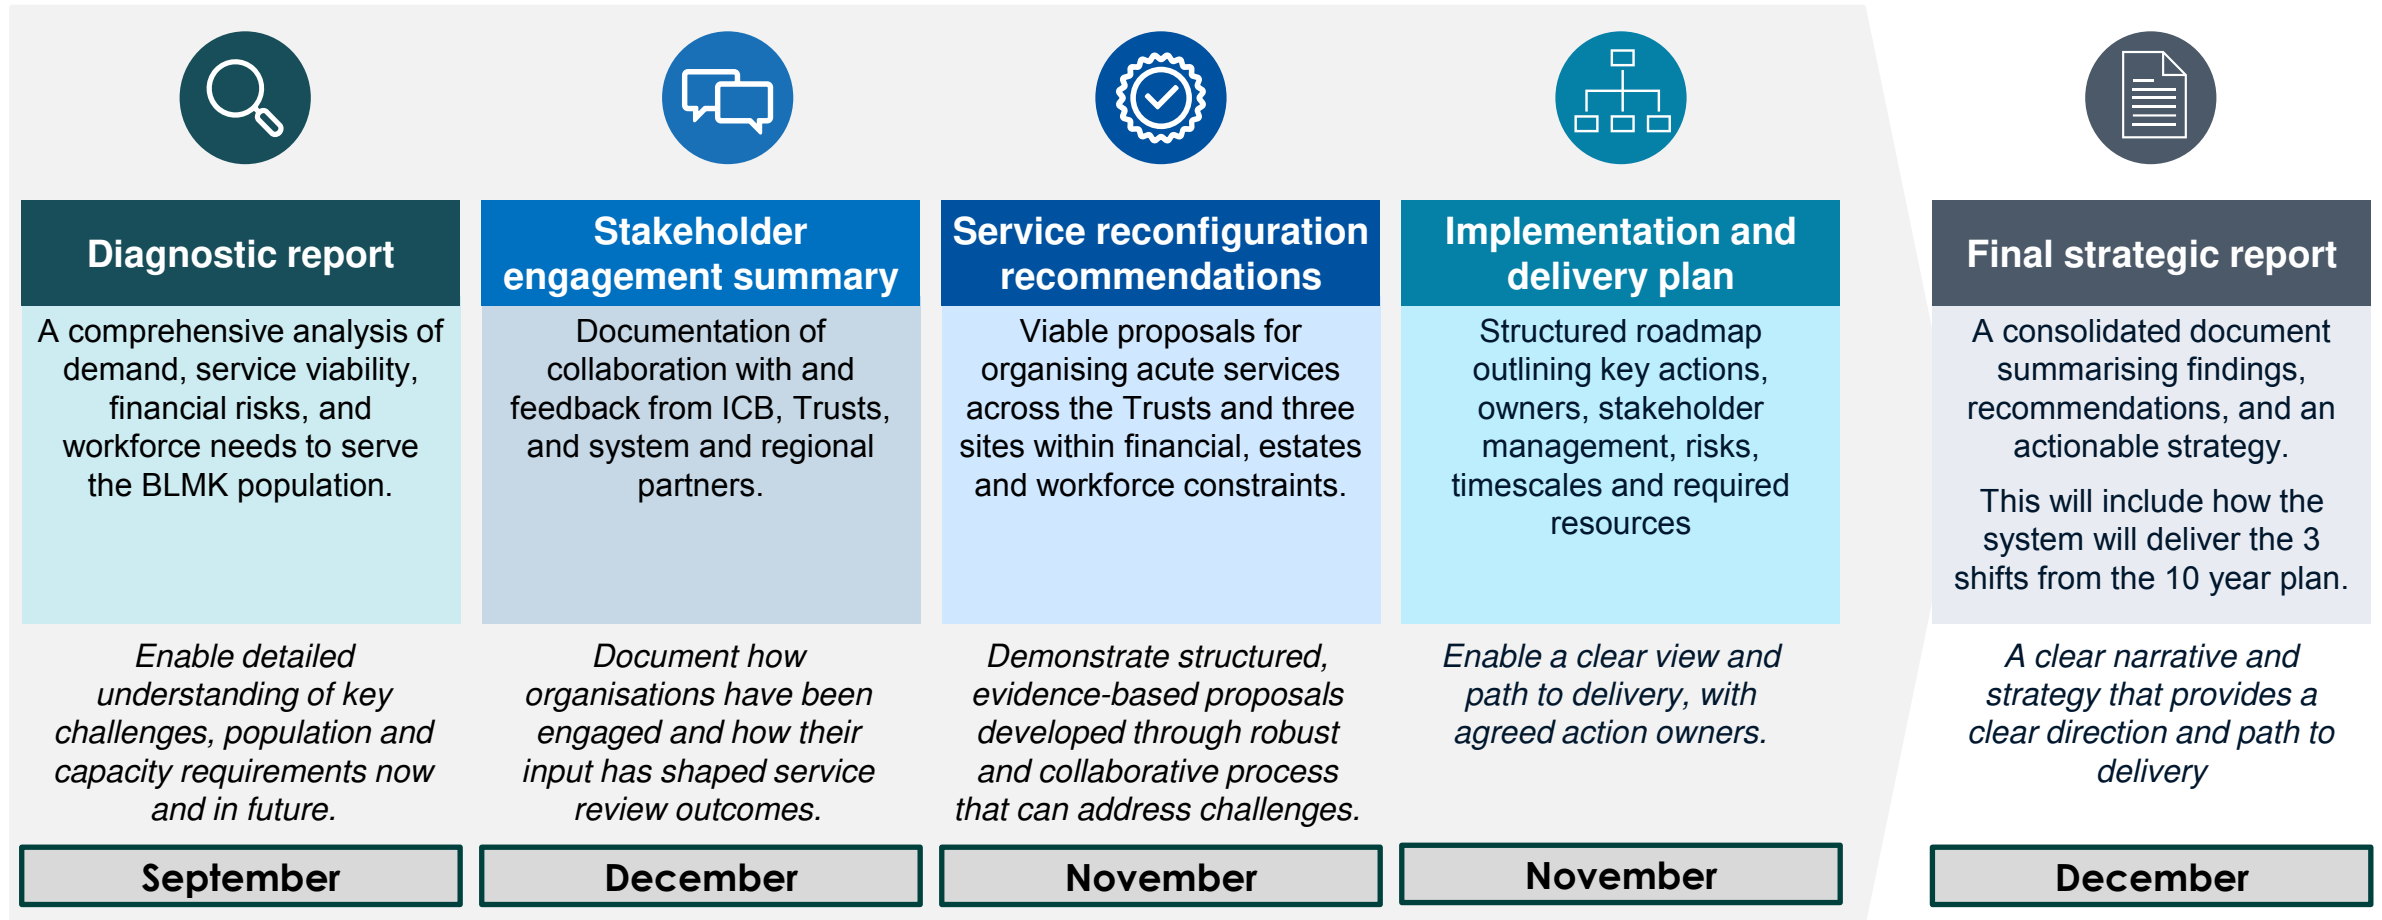 Diagnostic report
A comprehensive analysis of
demand, service viability,
financial risks, and
workforce needs to serve
the BLMK population.
Enable detailed
understanding of key
challenges, population and
capacity requirements now
and in future.
September
Stakeholder
engagement summary
Documentation of
collaboration with and
feedback from ICB, Trusts,
and system and regional
partners.
Document how
organisations have been
engaged and how their
input has shaped service
review outcomes.
December
Service reconfiguration
recommendations
Viable proposals for
organising acute services
across the Trusts and three
sites within financial, estates
and workforce constraints.
Demonstrate structured,
evidence-based proposals
developed through robust
and collaborative process
that can address challenges.
November
Implementation and
delivery plan
Structured roadmap
outlining key actions,
owners, stakeholder
management, risks,
timescales and required
resources
Enable a clear view and
path to delivery, with
agreed action owners.
November
Final strategic report
A consolidated document
summarising findings,
recommendations, and an
actionable strategy.
This will include how the
system will deliver the 3
shifts from the 10 year plan.
A clear narrative and
strategy that provides a
clear direction and path to
delivery
December